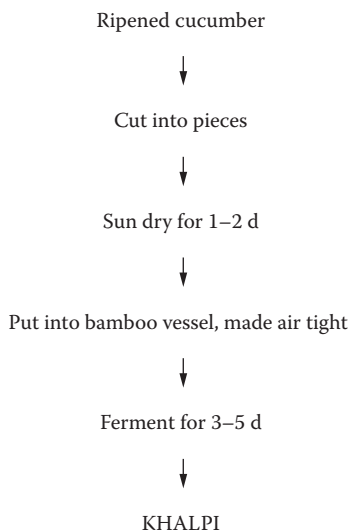 Ripened cucumber
Cut into pieces
Sun dry for 1–2 d
Put into bamboo vessel, made air tight
Ferment for 3–5 d
KHALPI